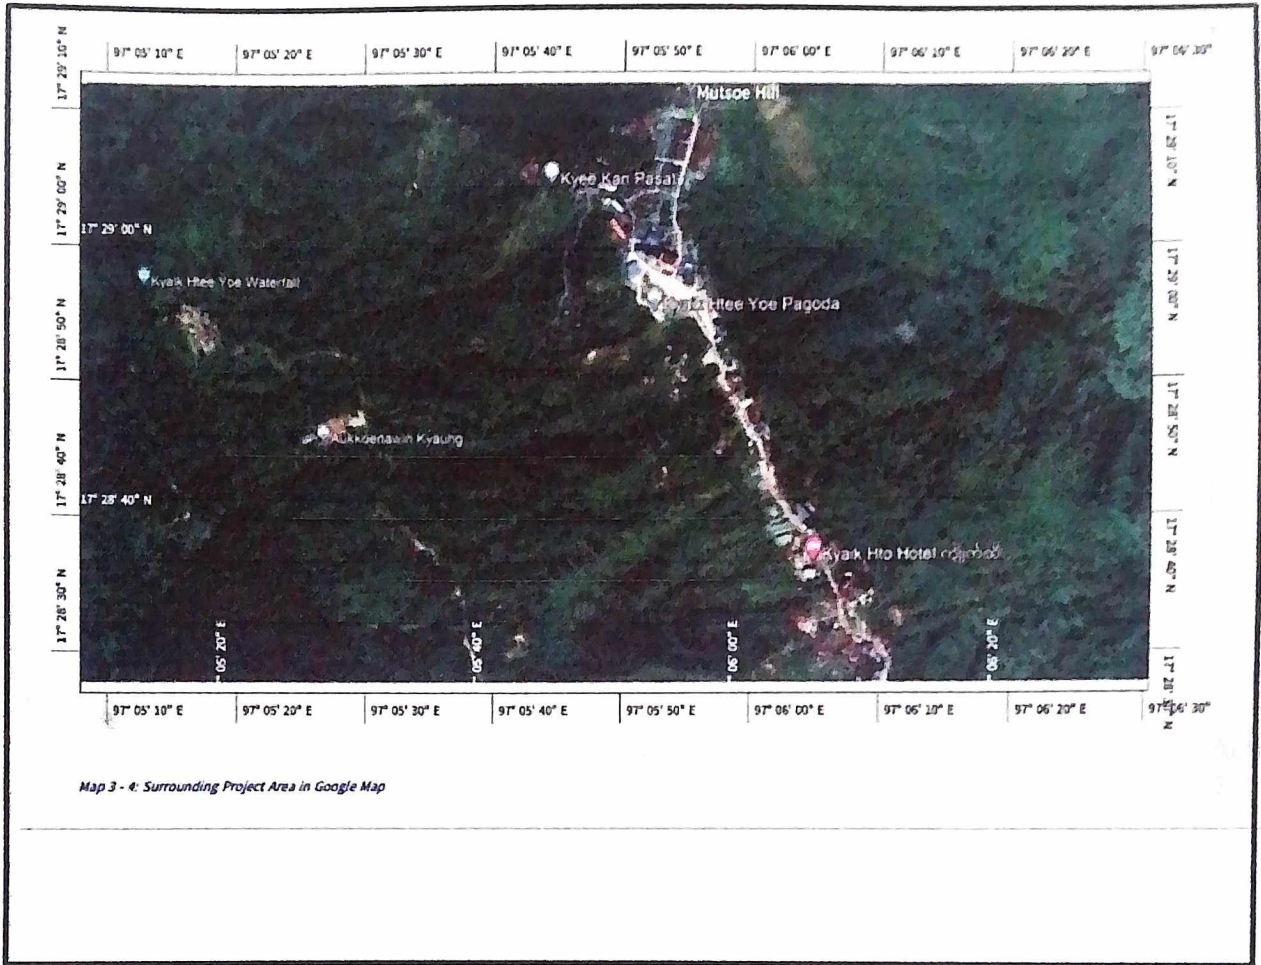 97° 05' 10" E 97° 05' 20" E 97° 05' 30" E 97° 05' 40" E 97° 05' 50" E 97° 06' 00" E 97° 06' 10" E 97° 06' 20" E 97° 06' 30"
17° 29' 10" N
17° 29' 00" N
17° 28' 50" N
17° 28' 40" N
17° 28' 30" N
Mutsoe Hill
Kyee Kan Pasat
17° 29' 00" N
Kyaik Htee Yoe Waterfall
Htee Yoe Pagoda
Aukkoenawin Kyaung
17° 28' 40" N
Kyaik Hto Hotel
05' 20" E 05' 40" E 06' 00" E 06' 20" E
17° 29' 10" N
17° 29' 00" N
17° 28' 50" N
17° 28' 40" N
17° 28'
97° 05' 10" E 97° 05' 20" E 97° 05' 30" E 97° 05' 40" E 97° 05' 50" E 97° 06' 00" E 97° 06' 10" E 97° 06' 20" E 97° 06' 30"
Map 3 - 4: Surrounding Project Area in Google Map